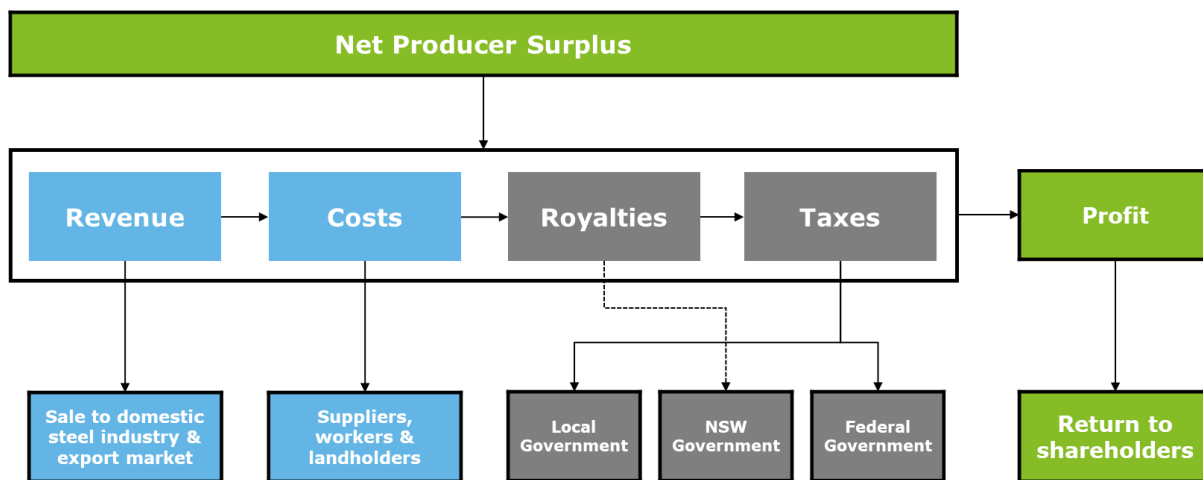 Net Producer Surplus
Revenue
Costs
Royalties
Taxes
Profit
Sale to domestic
steel industry &
export market
Suppliers,
workers &
landholders
Local
Government
NSW
Government
Federal
Government
Return to
shareholders